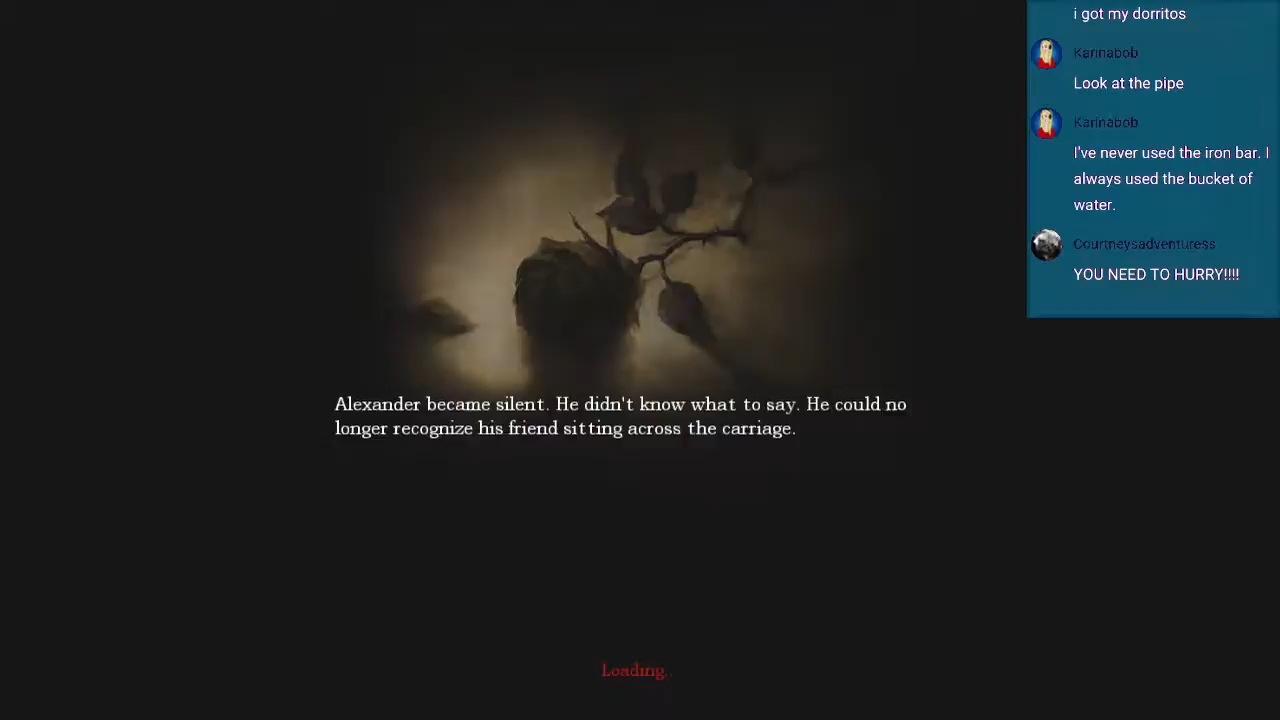 i got my dorritos
Karinabob
Look at the pipe
Karinabob
I've never used the iron bar. I
always used the bucket of
water.
Courtneysadventuress
YOU NEED TO HURRY!!!!
Alexander became silent. He didn't know what to say. He could no
longer recognize his friend sitting across the carriage.
Loading..